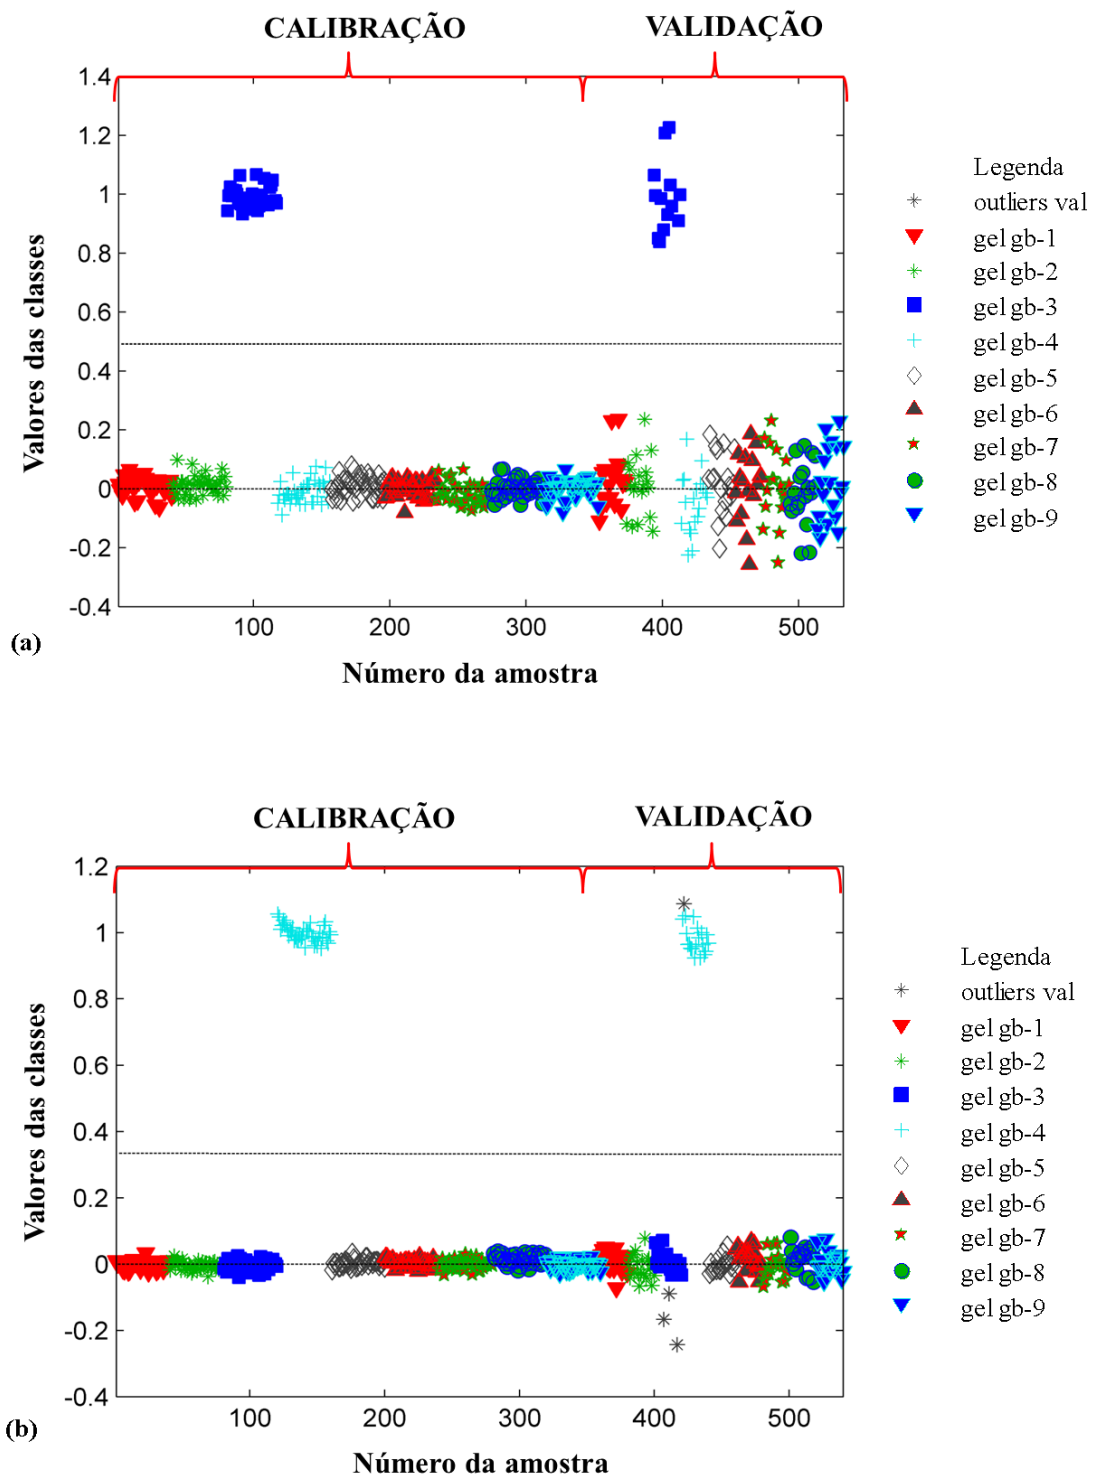 CALIBRAÇÃO VALIDAÇÃO
1.4
1.2
1
0.8
0.6
0.4
0.2
0
-0.2
-0.4
Valores das classes
100 200 300 400 500
(a)
Número da amostra
Legenda
outliers val
gel gb-1
gel gb-2
gel gb-3
gel gb-4
gel gb-5
gel gb-6
gel gb-7
gel gb-8
gel gb-9
CALIBRAÇÃO VALIDAÇÃO
1.2
1
0.8
0.6
0.4
0.2
0
-0.2
-0.4
Valores das classes
100 200 300 400 500
(b)
Número da amostra
Legenda
outliers val
gel gb-1
gel gb-2
gel gb-3
gel gb-4
gel gb-5
gel gb-6
gel gb-7
gel gb-8
gel gb-9